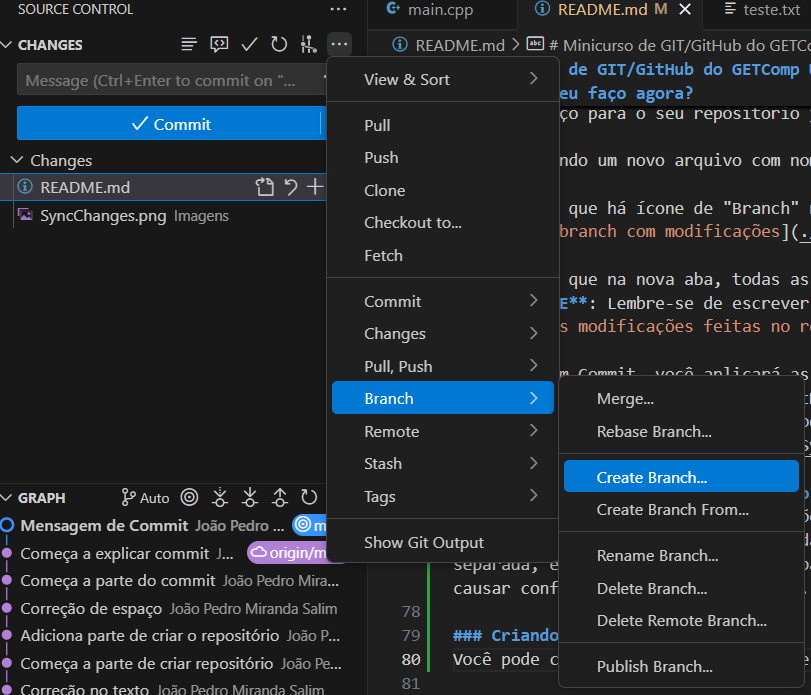 SOURCE CONTROL
CHANGES
Message (Ctrl+Enter to commit on "...
Commit
Changes
README.md
SyncChanges.png Imagens
GRAPH
Auto
Mensagem de Commit João Pedro ...
Começa a explicar commit J... origin/m
Começa a parte do commit João Pedro Mira...
Correção de espaço João Pedro Miranda Salim
Adiciona parte de criar o repositório João P...
Começa a parte de criar repositório João Pe...
Correção no texto João Pedro Miranda Salim
View & Sort
Pull
Push
Clone
Checkout to...
Fetch
Commit
Changes
Pull, Push
Branch
Remote
Stash
Tags
Show Git Output
Merge...
Rebase Branch...
Create Branch...
Create Branch From...
Rename Branch...
Delete Branch...
Delete Remote Branch...
Publish Branch...
main.cpp
README.md M
teste.txt
README.md > # Minicurso de GIT/GitHub do GETCo
de GIT/GitHub do GETComp
eu faço agora?
ço para o seu repositório
ndo um novo arquivo com no
que há ícone de "Branch"
branch com modificações](./
que na nova aba, todas as
E**: Lembre-se de escrever
s modificações feitas no r
m Commit, você aplicará as
separada, e
causar conf
78
79 ### Criando
80 Você pode c
81